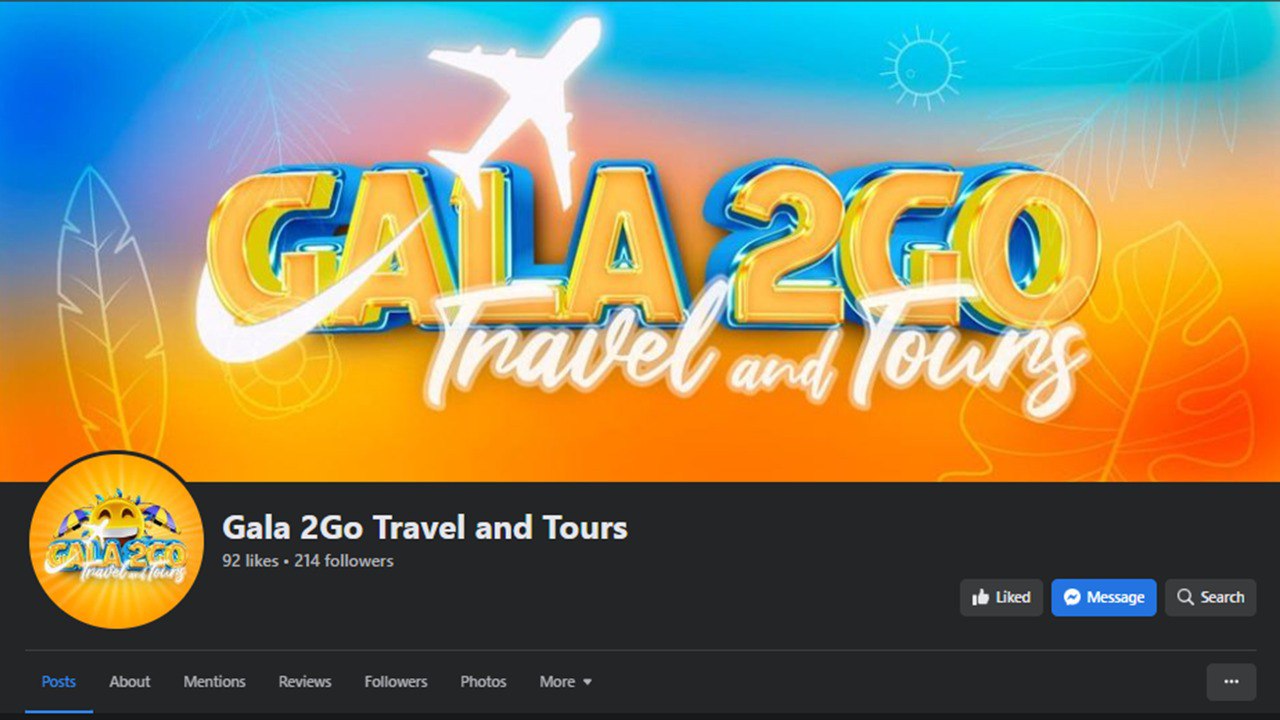 GALA 2GO
Travel and Tours
GALA 2GO
Travel and Tours
Gala 2Go Travel and Tours
92 likes • 214 followers
Liked
Message
Search
Posts
About
Mentions
Reviews
Followers
Photos
More